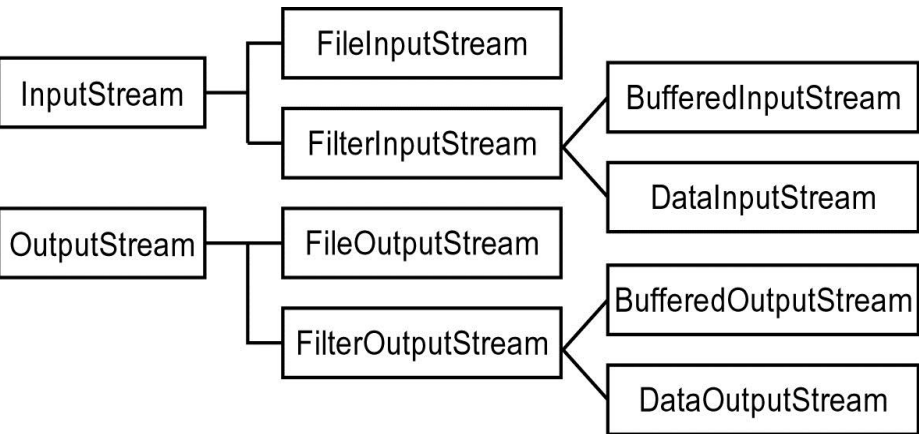 InputStream
FileInputStream
FilterInputStream
BufferedInputStream
DataInputStream
OutputStream
FileOutputStream
FilterOutputStream
BufferedOutputStream
DataOutputStream